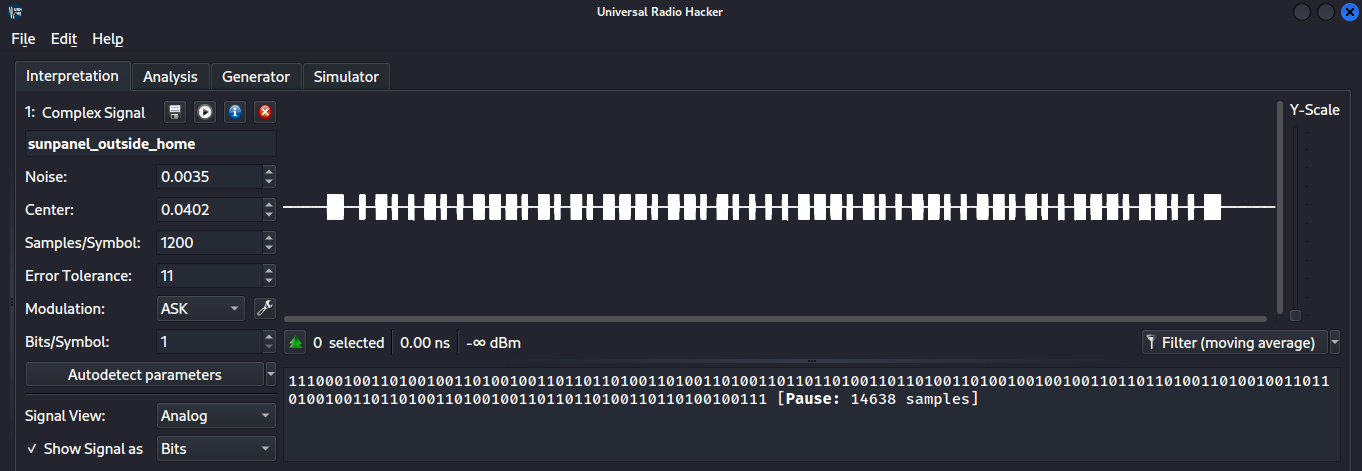 Universal Radio Hacker
File Edit Help
Interpretation Analysis Generator Simulator
1: Complex Signal
Y-Scale
sunpanel_outside_home
Noise: 0.0035
Center: 0.0402
Samples/Symbol: 1200
Error Tolerance: 11
Modulation: ASK
Bits/Symbol: 1
0 selected 0.00 ns -∞ dBm Filter (moving average)
Autodetect parameters
11100010011010010011010010011011011010011010011010011011011010011011010011010010010010011011011010011010010011011
0100100110110100110100100110110110100110110100100111 [Pause: 14638 samples]
Signal View: Analog
Show Signal as Bits